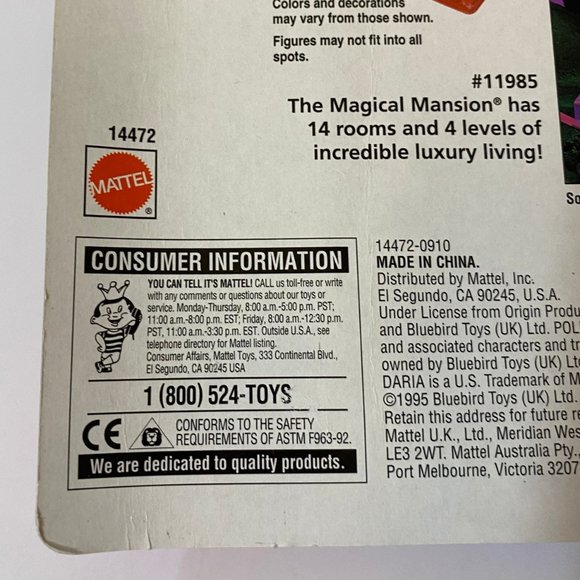 Colors and decorations
may vary from those shown.
Figures may not fit into all
spots.
#11985
The Magical Mansion® has
14 rooms and 4 levels of
incredible luxury living!
So
14472
MATTEL
®
CONSUMER INFORMATION
YOU CAN TELL IT'S MATTEL! CALL us toll-free or write
with any comments or questions about our toys or
service. Monday-Thursday, 8:00 a.m.-5:00 p.m. PST;
11:00 a.m.-8:00 p.m. EST; Friday, 8:00 a.m.-12:30 p.m.
PST, 11:00 a.m.-3:30 p.m. EST. Outside U.S.A., see
telephone directory for Mattel listing.
Consumer Affairs, Mattel Toys, 333 Continental Blvd.,
El Segundo, CA 90245 USA
1 (800) 524-TOYS
CE
CONFORMS TO THE SAFETY
REQUIREMENTS OF ASTM F963-92.
We are dedicated to quality products.
14472-0910
MADE IN CHINA.
Distributed by Mattel, Inc.
El Segundo, CA 90245, U.S.A.
Under License from Origin Produ
and Bluebird Toys (UK) Ltd. POL
and associated characters and tr
owned by Bluebird Toys (UK) Lt
DARIA is a U.S. Trademark of M
©1995 Bluebird Toys (UK) Ltd.
Retain this address for future re
Mattel U.K., Ltd., Meridian Wes
LE3 2WT. Mattel Australia Pty.,
Port Melbourne, Victoria 3207